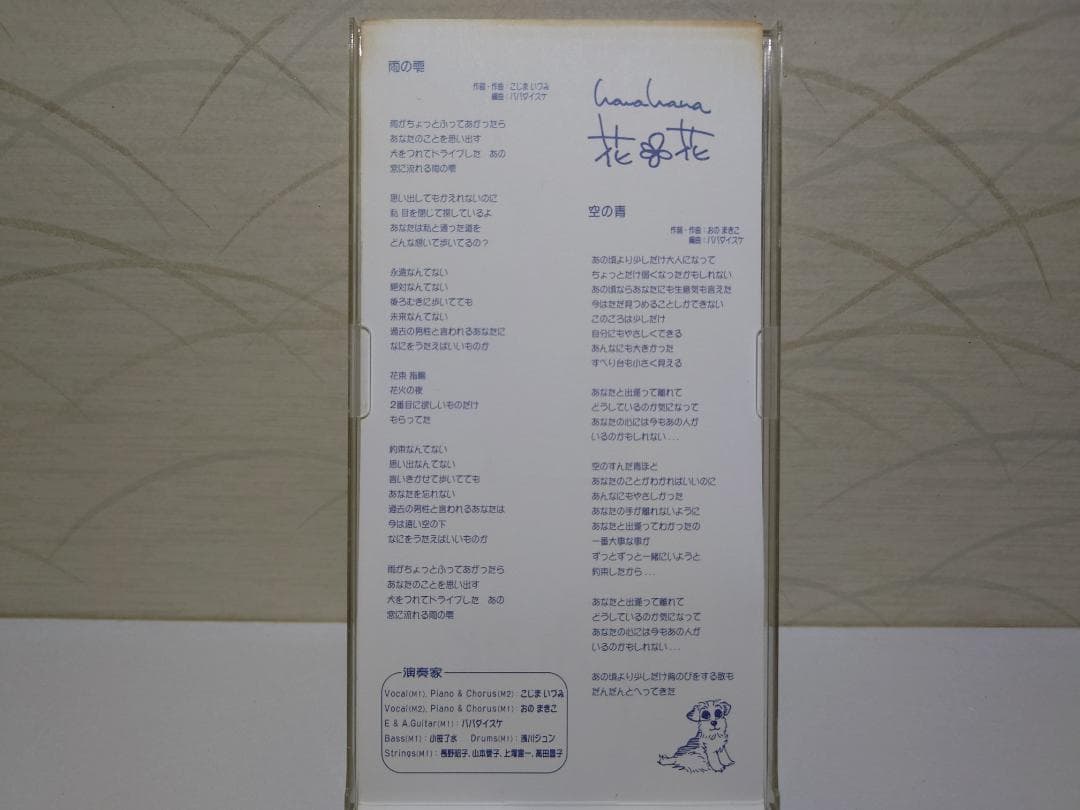 雨の雫
作詞・作曲：こじま いづみ
編曲：パパダイスケ
雨がちょっとふってあがったら
あなたのことを思い出す
犬をつれてドライブした　あの
窓に流れる雨の雫
思い出してもかえれないのに
私 目を閉じて探しているよ
あなたは私と通った道を
どんな想いで歩いてるの？
永遠なんてない
絶対なんてない
後ろむきに歩いてても
未来なんてない
過去の男性と言われるあなたに
なにをうたえばいいものか
花束 指輪
花火の夜
2番目に欲しいものだけ
もらってた
約束なんてない
思い出なんてない
言いきかせて歩いてても
あなたを忘れない
過去の男性と言われるあなたは
今は遠い空の下
なにをうたえばいいものか
雨がちょっとふってあがったら
あなたのことを思い出す
犬をつれてドライブした　あの
窓に流れる雨の雫
演奏家
Vocal(M1), Piano & Chorus(M2)：こじま いづみ
Vocal(M2), Piano & Chorus(M1)：おの まきこ
E & A.Guitar(M1)：パパダイスケ
Bass(M1)：小笹了水　Drums(M1)：浅川シュン
Strings(M1)：長野昭子、山本愛子、上塚憲一、高田慶子
hanahana
花花
空の青
作詞・作曲：おの まきこ
編曲：パパダイスケ
あの頃より少しだけ大人になって
ちょっとだけ弱くなったかもしれない
あの頃ならあなたにも生意気も言えた
今はただ見つめることしかできない
このごろは少しだけ
自分にもやさしくできる
あんなにも大きかった
すべり台も小さく見える
あなたと出逢って離れて
どうしているのか気になって
あなたの心には今もあの人が
いるのかもしれない...
空のすんだ青ほど
あなたのことがわかればいいのに
あんなにもやさしかった
あなたの手が離れないように
あなたと出逢ってわかったの
一番大事な事が
ずっとずっと一緒にいようと
約束したから...
あなたと出逢って離れて
どうしているのか気になって
あなたの心には今もあの人が
いるのかもしれない...
あの頃より少しだけ背のびをする数も
だんだんとへってきた